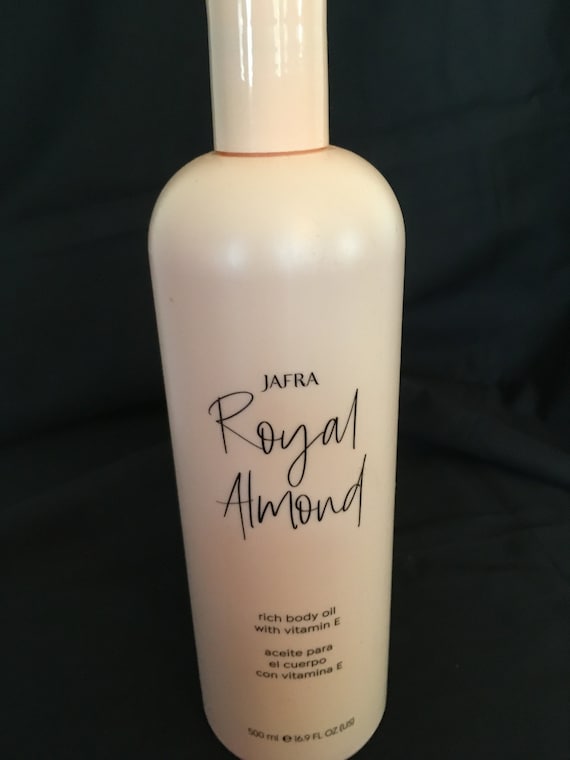 JAFRA
Royal
Almond
rich body oil
with vitamin E
aceite para
el cuerpo
con vitamina E
500 ml ℮ 16.9 FL OZ (US)